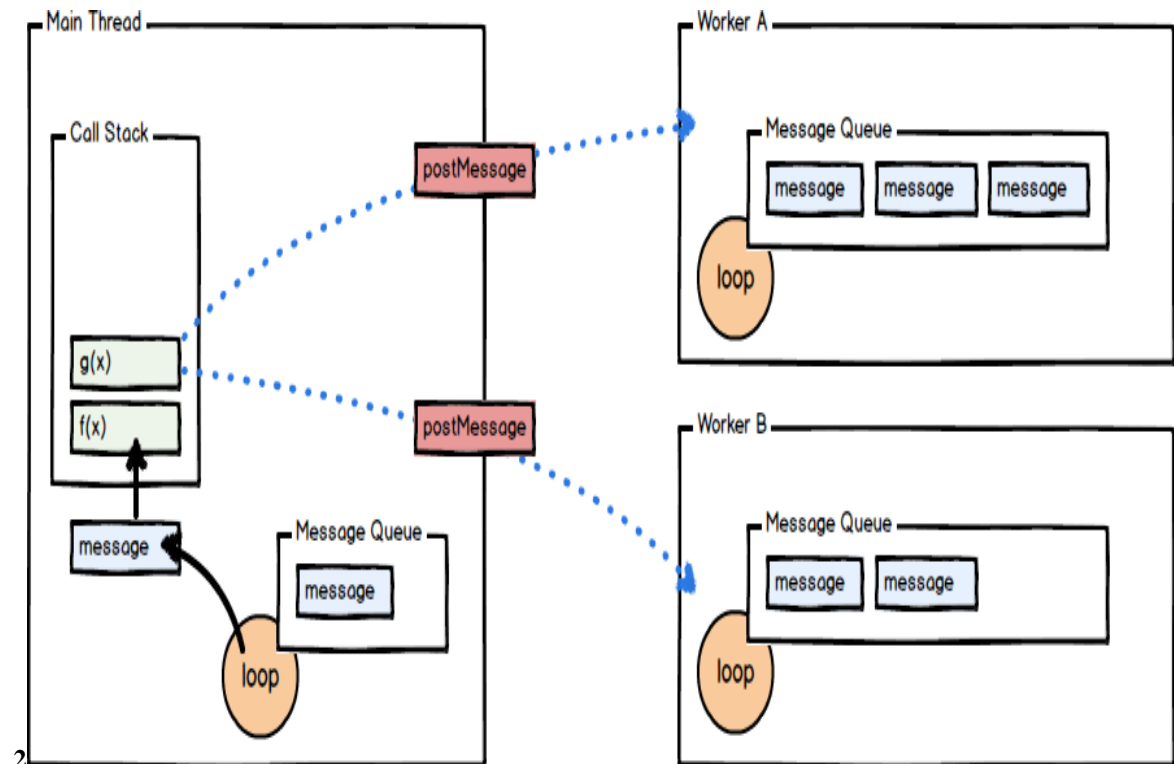 Main Thread
Call Stack
g(x)
f(x)
message
Message Queue
message
loop
postMessage
postMessage
Worker A
Message Queue
message message message
loop
Worker B
Message Queue
message message
loop
2